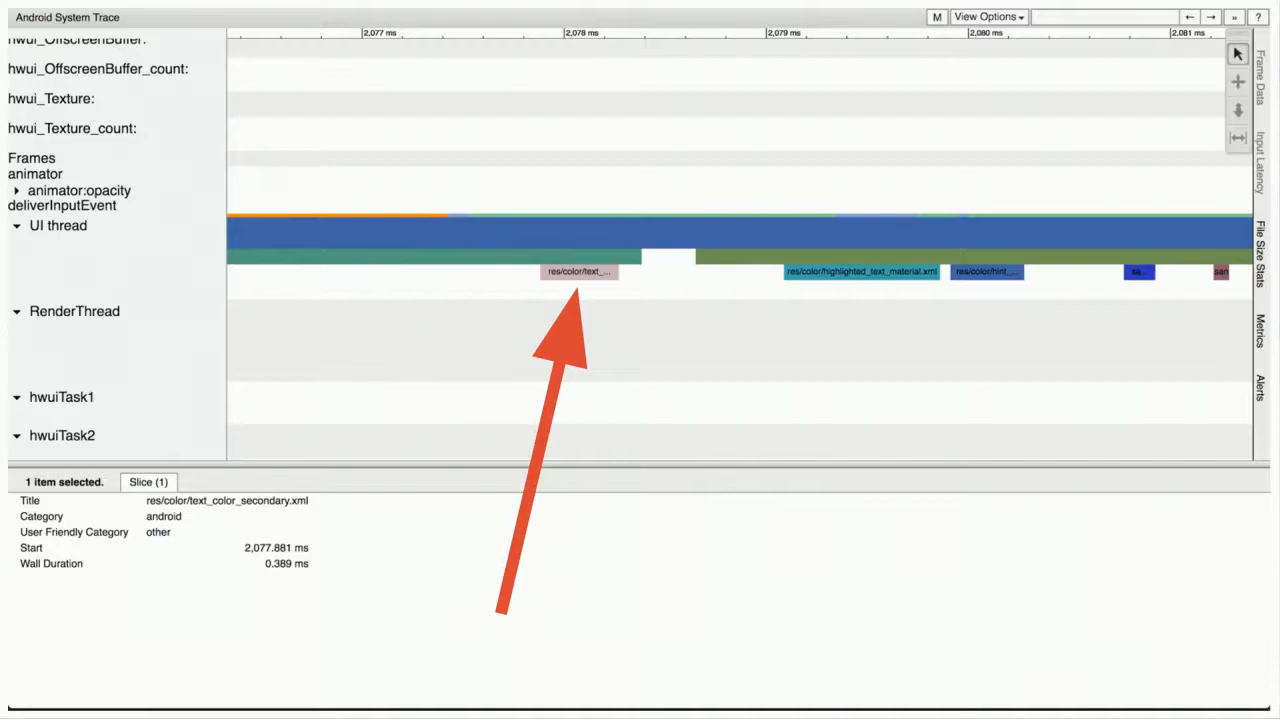 Android System Trace M View Options ← → » ?
2,077 ms 2,078 ms 2,079 ms 2,080 ms 2,081 ms
hwui_OffscreenBuffer:
hwui_OffscreenBuffer_count:
hwui_Texture:
hwui_Texture_count:
Frames
animator
animator:opacity
deliverInputEvent
UI thread
res/color/text_... res/color/highlighted_text_material.xml res/color/hint_... sa... san
RenderThread
hwuiTask1
hwuiTask2
Frame Data
Input Latency
File Size Stats
Metrics
Alerts
1 item selected. Slice (1)
Title res/color/text_color_secondary.xml
Category android
User Friendly Category other
Start 2,077.881 ms
Wall Duration 0.389 ms